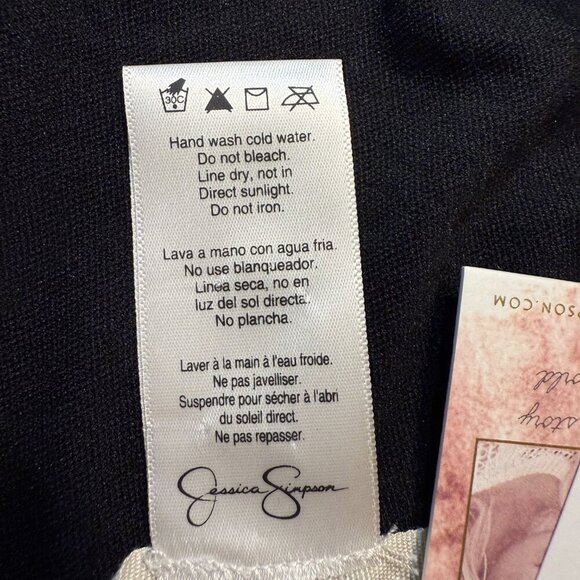 30C
Hand wash cold water.
Do not bleach.
Line dry, not in
Direct sunlight.
Do not iron.
Lava a mano con agua fria.
No use blanqueador.
Linea seca, no en
luz del sol directa.
No plancha.
Laver à la main à l'eau froide.
Ne pas javelliser.
Suspendre pour sécher à l'abri
du soleil direct.
Ne pas repasser.
Jessica Simpson
PSON.COM
story